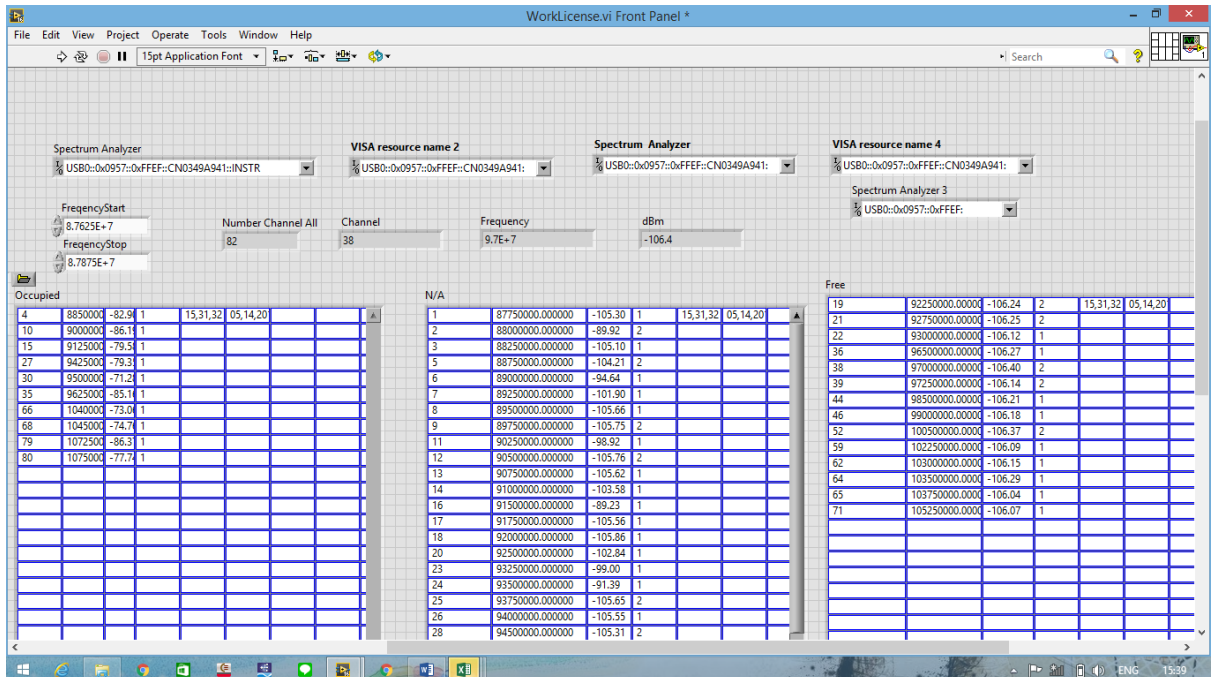 WorkLicense.vi Front Panel *
File Edit View Project Operate Tools Window Help
15pt Application Font
Search
Spectrum Analyzer
USB0::0x0957::0xFFEF::CN0349A941::INSTR
VISA resource name 2
USB0::0x0957::0xFFEF::CN0349A941:
Spectrum Analyzer
USB0::0x0957::0xFFEF::CN0349A941:
VISA resource name 4
USB0::0x0957::0xFFEF::CN0349A941:
Spectrum Analyzer 3
USB0::0x0957::0xFFEF:
FreqencyStart
8.7625E+7
FreqencyStop
8.7875E+7
Number Channel All
82
Channel
38
Frequency
9.7E+7
dBm
-106.4
Occupied
4 8850000 -82.9 1 15,31,32 05,14,20
10 9000000 -86.1 1
15 9125000 -79.5 1
27 9425000 -79.3 1
30 9500000 -71.2 1
35 9625000 -85.1 1
66 1040000 -73.0 1
68 1045000 -74.7 1
79 1072500 -86.3 1
80 1075000 -77.7 1
N/A
1 87750000.000000 -105.30 1 15,31,32 05,14,20
2 88000000.000000 -89.92 2
3 88250000.000000 -105.10 1
5 88750000.000000 -104.21 2
6 89000000.000000 -94.64 1
7 89250000.000000 -101.90 1
8 89500000.000000 -105.66 1
9 89750000.000000 -105.75 2
11 90250000.000000 -98.92 1
12 90500000.000000 -105.76 2
13 90750000.000000 -105.62 1
14 91000000.000000 -103.58 1
16 91500000.000000 -89.23 1
17 91750000.000000 -105.56 1
18 92000000.000000 -105.86 1
20 92500000.000000 -102.84 1
23 93250000.000000 -99.00 1
24 93500000.000000 -91.39 1
25 93750000.000000 -105.65 2
26 94000000.000000 -105.55 1
28 94500000.000000 -105.31 2
Free
19 92250000.00000 -106.24 2 15,31,32 05,14,20
21 92750000.00000 -106.25 2
22 93000000.00000 -106.12 1
36 96500000.00000 -106.27 1
38 97000000.00000 -106.40 2
39 97250000.00000 -106.14 2
44 98500000.00000 -106.21 1
46 99000000.00000 -106.18 1
52 100500000.0000 -106.37 2
59 102250000.0000 -106.09 1
62 103000000.0000 -106.15 1
64 103500000.0000 -106.29 1
65 103750000.0000 -106.04 1
71 105250000.0000 -106.07 1
ENG 15:39